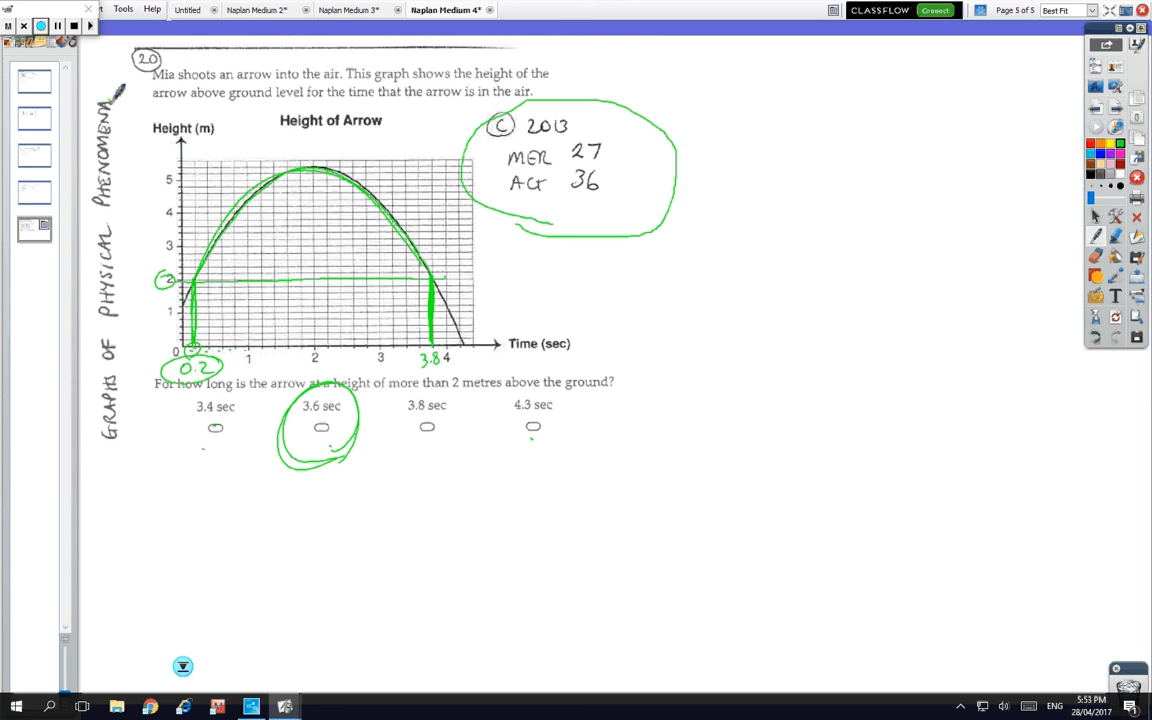 Tools Help Untitled Naplan Medium 2* Naplan Medium 3* Naplan Medium 4* CLASSFLOW Connect Page 5 of 5 Best Fit
20
Mia shoots an arrow into the air. This graph shows the height of the
arrow above ground level for the time that the arrow is in the air.
Height (m) Height of Arrow
C 2013
MER 27
ACT 36
5
4
3
2
1
0 1 2 3 4 Time (sec)
0.2 3.8
For how long is the arrow at a height of more than 2 metres above the ground?
3.4 sec 3.6 sec 3.8 sec 4.3 sec
GRAPHS OF PHYSICAL PHENOMENA
ENG 5:53 PM
28/04/2017